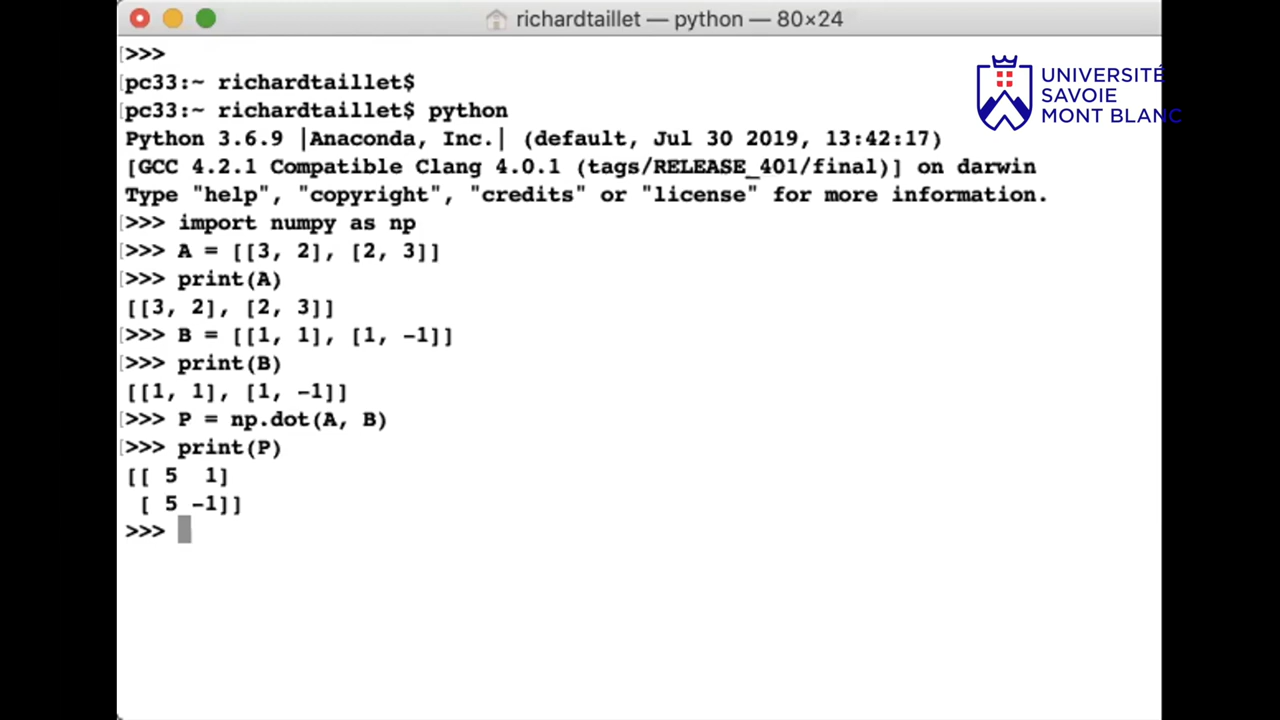 richardtaillet — python — 80×24
[>>>
[pc33:~ richardtaillet$
[pc33:~ richardtaillet$ python
Python 3.6.9 |Anaconda, Inc.| (default, Jul 30 2019, 13:42:17)
[GCC 4.2.1 Compatible Clang 4.0.1 (tags/RELEASE_401/final)] on darwin
Type "help", "copyright", "credits" or "license" for more information.
[>>> import numpy as np
[>>> A = [[3, 2], [2, 3]]
[>>> print(A)
[[3, 2], [2, 3]]
[>>> B = [[1, 1], [1, -1]]
[>>> print(B)
[[1, 1], [1, -1]]
[>>> P = np.dot(A, B)
[>>> print(P)
[[ 5  1]
 [ 5 -1]]
>>>
UNIVERSITÉ
SAVOIE
MONT BLANC